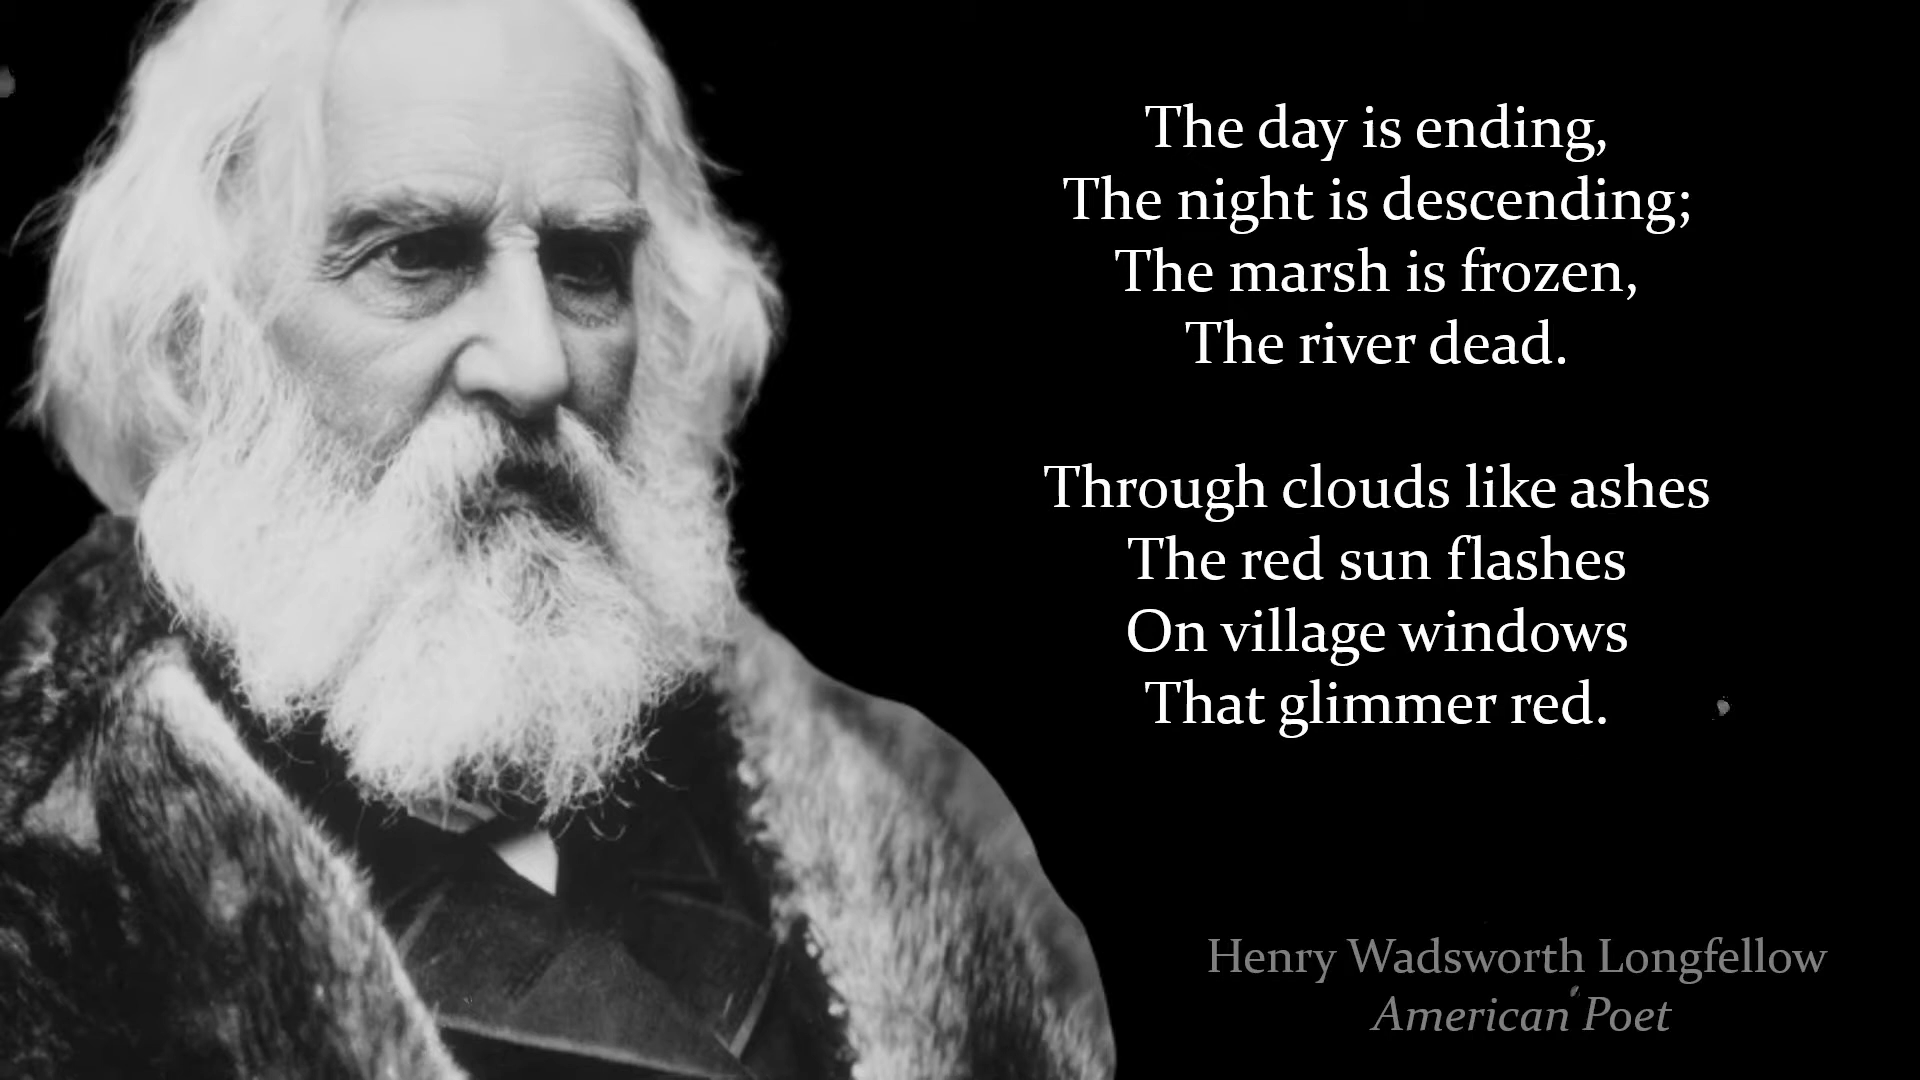 The day is ending,
The night is descending;
The marsh is frozen,
The river dead.
Through clouds like ashes
The red sun flashes
On village windows
That glimmer red.
Henry Wadsworth Longfellow
American Poet